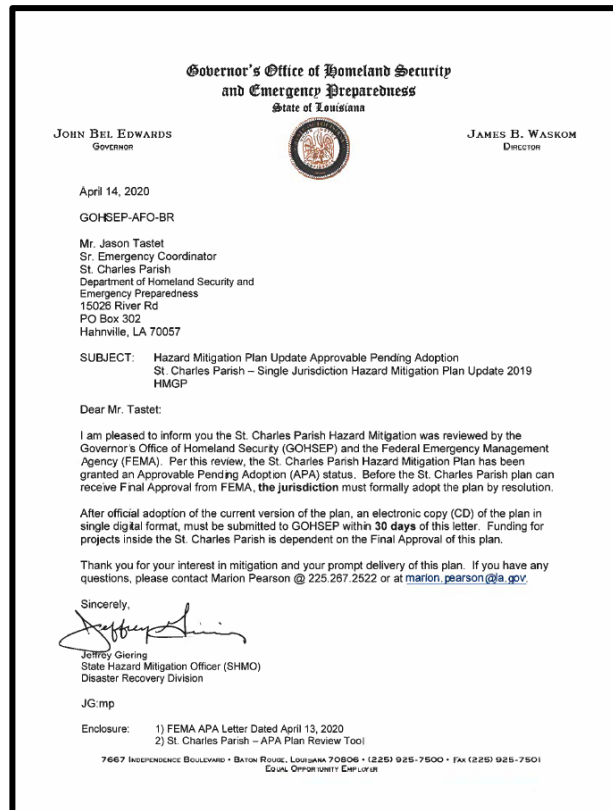 Governor's Office of Homeland Security
and Emergency Preparedness
State of Louisiana
JOHN BEL EDWARDS
GOVERNOR
JAMES B. WASKOM
DIRECTOR
April 14, 2020
GOHSEP-AFO-BR
Mr. Jason Tastet
Sr. Emergency Coordinator
St. Charles Parish
Department of Homeland Security and
Emergency Preparedness
15026 River Rd
PO Box 302
Hahnville, LA 70057
SUBJECT: Hazard Mitigation Plan Update Approvable Pending Adoption
St. Charles Parish – Single Jurisdiction Hazard Mitigation Plan Update 2019
HMGP
Dear Mr. Tastet:
I am pleased to inform you the St. Charles Parish Hazard Mitigation was reviewed by the
Governor's Office of Homeland Security (GOHSEP) and the Federal Emergency Management
Agency (FEMA). Per this review, the St. Charles Parish Hazard Mitigation Plan has been
granted an Approvable Pending Adoption (APA) status. Before the St. Charles Parish plan can
receive Final Approval from FEMA, the jurisdiction must formally adopt the plan by resolution.
After official adoption of the current version of the plan, an electronic copy (CD) of the plan in
single digital format, must be submitted to GOHSEP within 30 days of this letter. Funding for
projects inside the St. Charles Parish is dependent on the Final Approval of this plan.
Thank you for your interest in mitigation and your prompt delivery of this plan. If you have any
questions, please contact Marion Pearson @ 225.267.2522 or at marion.pearson@la.gov.
Sincerely,
Jeffrey Giering
State Hazard Mitigation Officer (SHMO)
Disaster Recovery Division
JG:mp
Enclosure: 1) FEMA APA Letter Dated April 13, 2020
2) St. Charles Parish – APA Plan Review Tool
7667 INDEPENDENCE BOULEVARD • BATON ROUGE, LOUISIANA 70806 • (225) 925-7500 • FAX (225) 925-7501
EQUAL OPPORTUNITY EMPLOYER